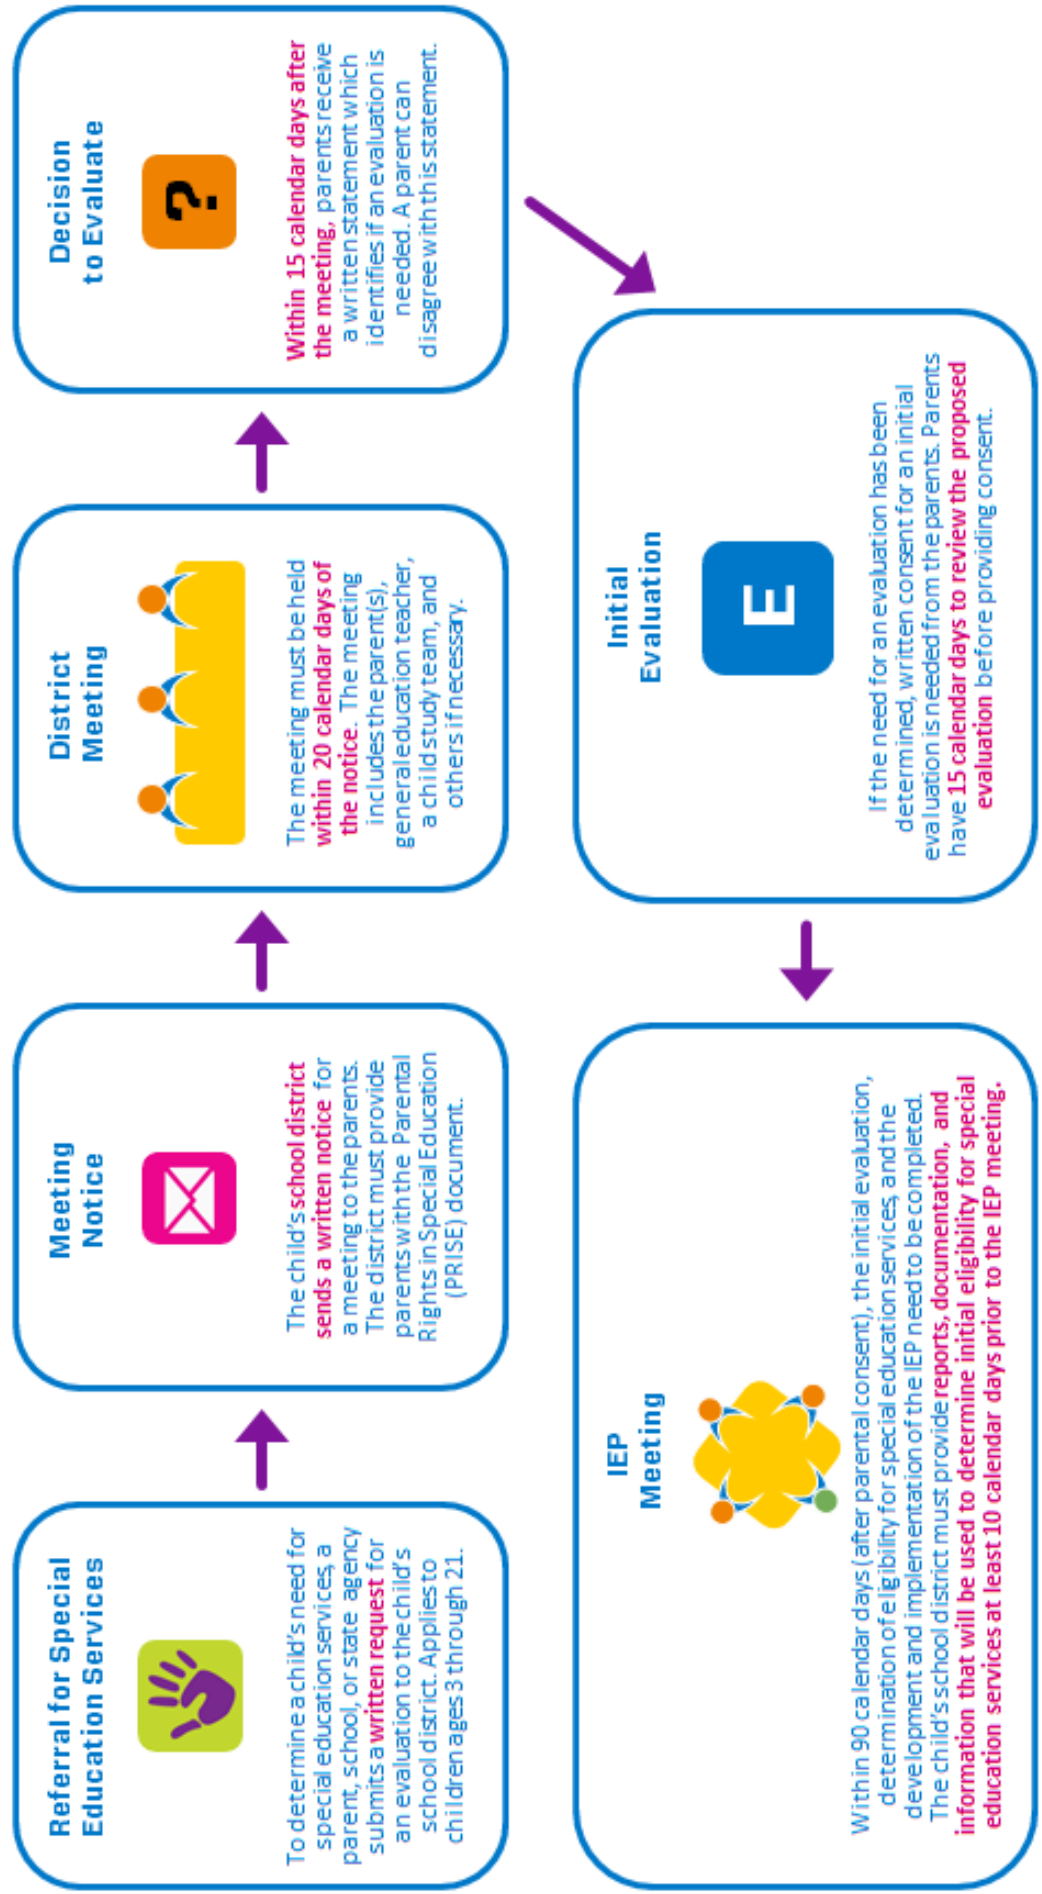 Referral for Special
Education Services
To determine a child's need for
special education services, a
parent, school, or state agency
submits a written request for
an evaluation to the child's
school district. Applies to
children ages 3 through 21.
Meeting
Notice
The child's school district
sends a written notice for
a meeting to the parents.
The district must provide
parents with the Parental
Rights in Special Education
(PRISE) document.
District
Meeting
The meeting must be held
within 20 calendar days of
the notice. The meeting
includes the parent(s),
general education teacher,
a child study team, and
others if necessary.
Decision
to Evaluate
?
Within 15 calendar days after
the meeting, parents receive
a written statement which
identifies if an evaluation is
needed. A parent can
disagree with this statement.
Initial
Evaluation
E
If the need for an evaluation has been
determined, written consent for an initial
evaluation is needed from the parents. Parents
have 15 calendar days to review the proposed
evaluation before providing consent.
IEP
Meeting
Within 90 calendar days (after parental consent), the initial evaluation,
determination of eligibility for special education services, and the
development and implementation of the IEP need to be completed.
The child's school district must provide reports, documentation, and
information that will be used to determine initial eligibility for special
education services at least 10 calendar days prior to the IEP meeting.